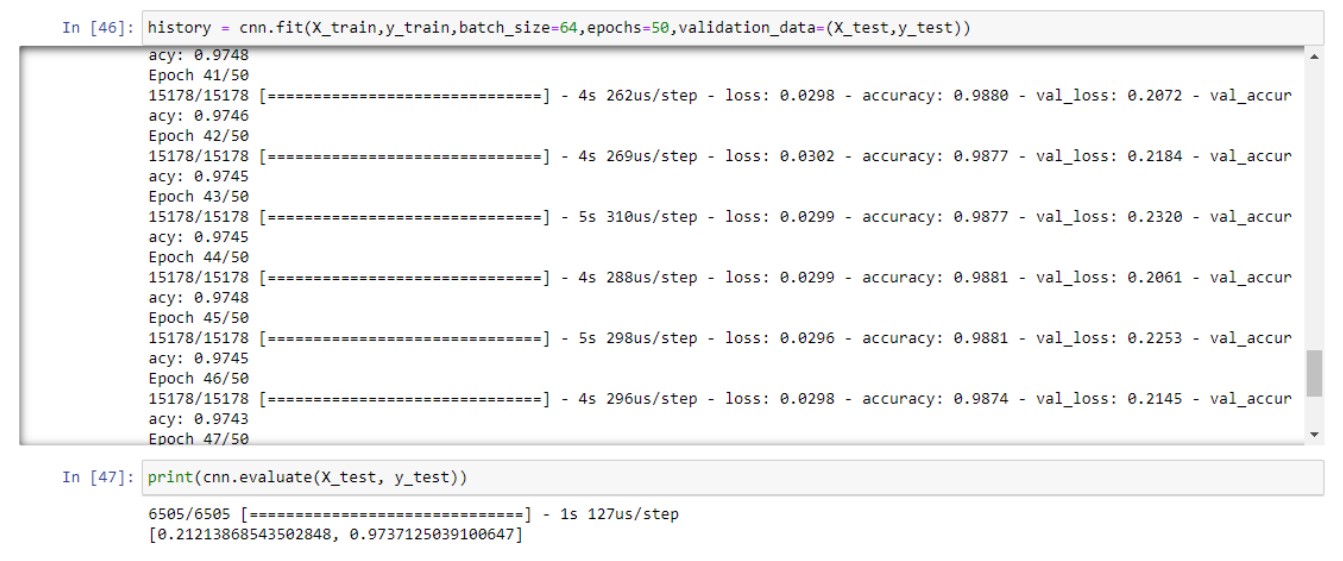 In [46]: history = cnn.fit(X_train,y_train,batch_size=64,epochs=50,validation_data=(X_test,y_test))
acy: 0.9748
Epoch 41/50
15178/15178 [==============================] - 4s 262us/step - loss: 0.0298 - accuracy: 0.9880 - val_loss: 0.2072 - val_accur
acy: 0.9746
Epoch 42/50
15178/15178 [==============================] - 4s 269us/step - loss: 0.0302 - accuracy: 0.9877 - val_loss: 0.2184 - val_accur
acy: 0.9745
Epoch 43/50
15178/15178 [==============================] - 5s 310us/step - loss: 0.0299 - accuracy: 0.9877 - val_loss: 0.2320 - val_accur
acy: 0.9745
Epoch 44/50
15178/15178 [==============================] - 4s 288us/step - loss: 0.0299 - accuracy: 0.9881 - val_loss: 0.2061 - val_accur
acy: 0.9748
Epoch 45/50
15178/15178 [==============================] - 5s 298us/step - loss: 0.0296 - accuracy: 0.9881 - val_loss: 0.2253 - val_accur
acy: 0.9745
Epoch 46/50
15178/15178 [==============================] - 4s 296us/step - loss: 0.0298 - accuracy: 0.9874 - val_loss: 0.2145 - val_accur
acy: 0.9743
Epoch 47/50
In [47]: print(cnn.evaluate(X_test, y_test))
6505/6505 [==============================] - 1s 127us/step
[0.21213868543502848, 0.9737125039100647]